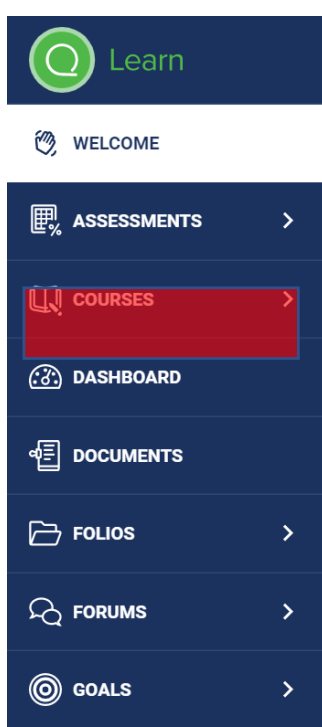 Learn
WELCOME
ASSESSMENTS
COURSES
DASHBOARD
DOCUMENTS
FOLIOS
FORUMS
GOALS